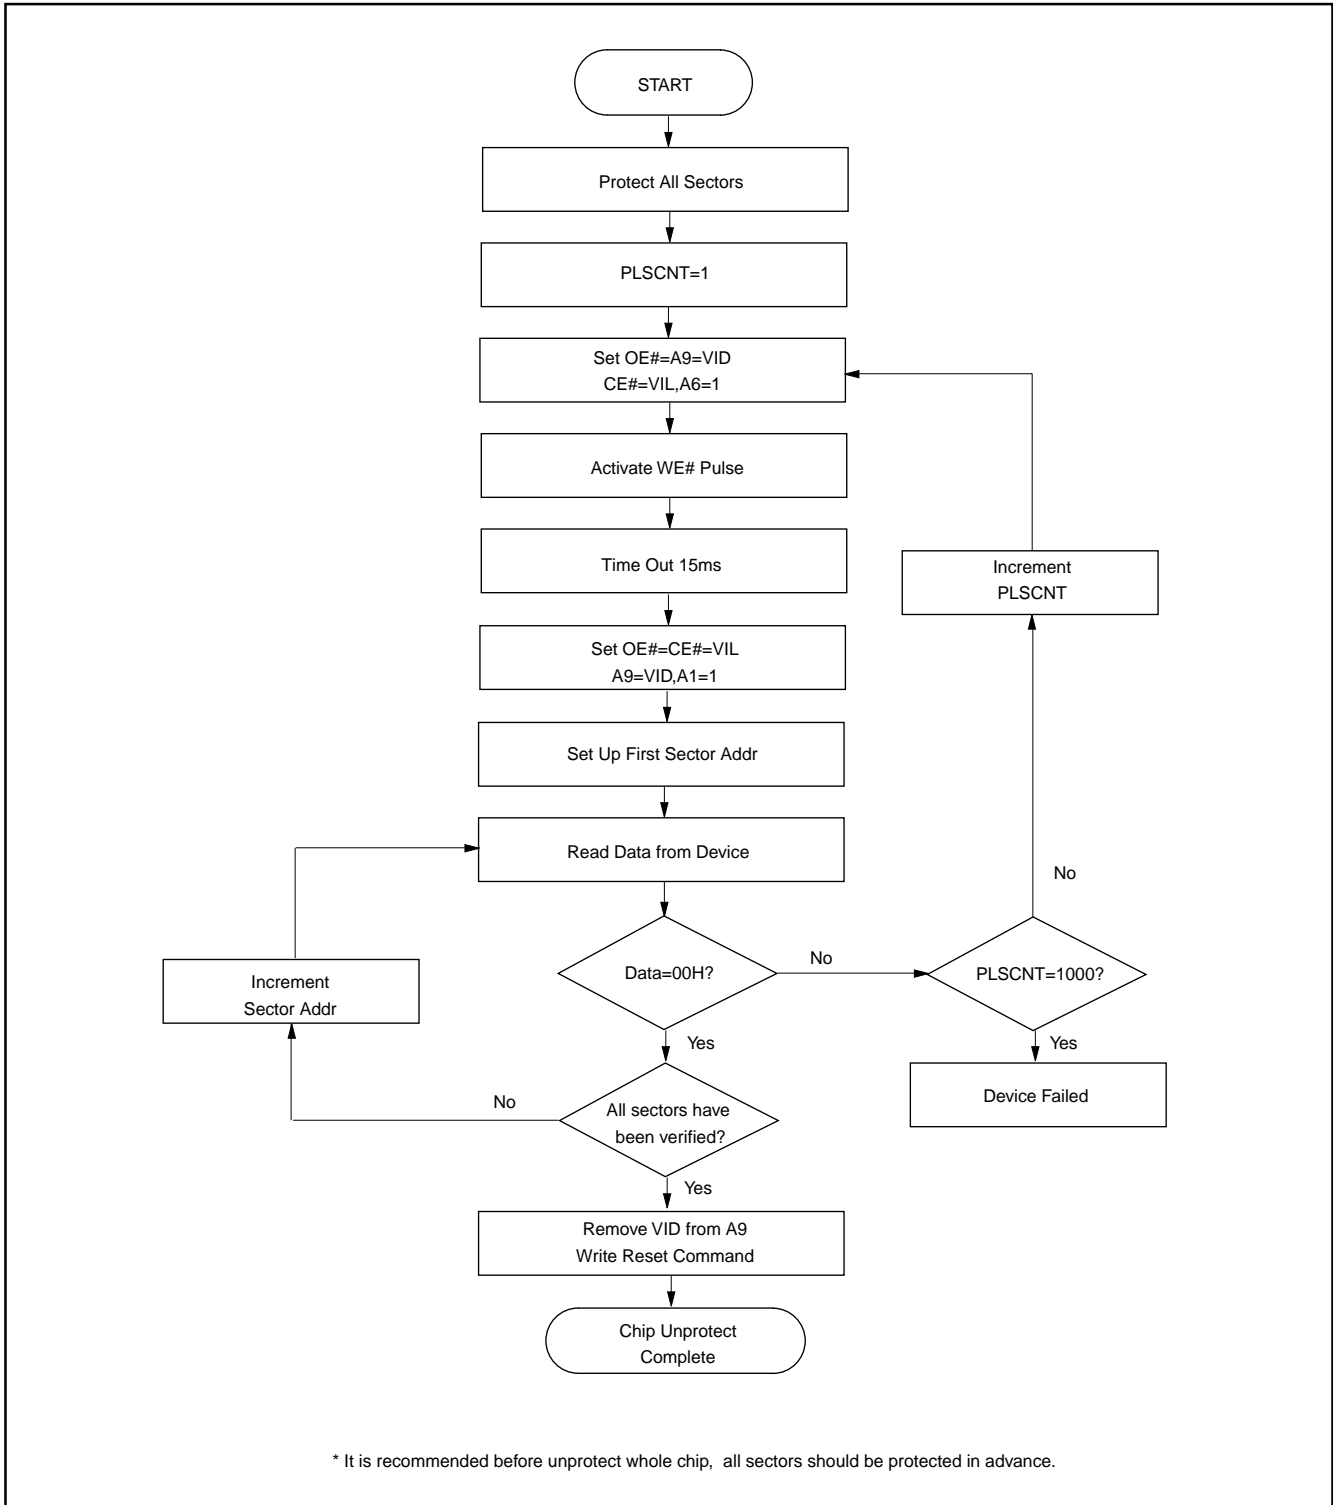 START
Protect All Sectors
PLSCNT=1
Set OE#=A9=VID
CE#=VIL,A6=1
Activate WE# Pulse
Time Out 15ms
Increment
PLSCNT
Set OE#=CE#=VIL
A9=VID,A1=1
Set Up First Sector Addr
Read Data from Device
No
Data=00H?
No
PLSCNT=1000?
Increment
Sector Addr
Yes
Yes
Device Failed
No
All sectors have
been verified?
Yes
Remove VID from A9
Write Reset Command
Chip Unprotect
Complete
* It is recommended before unprotect whole chip, all sectors should be protected in advance.